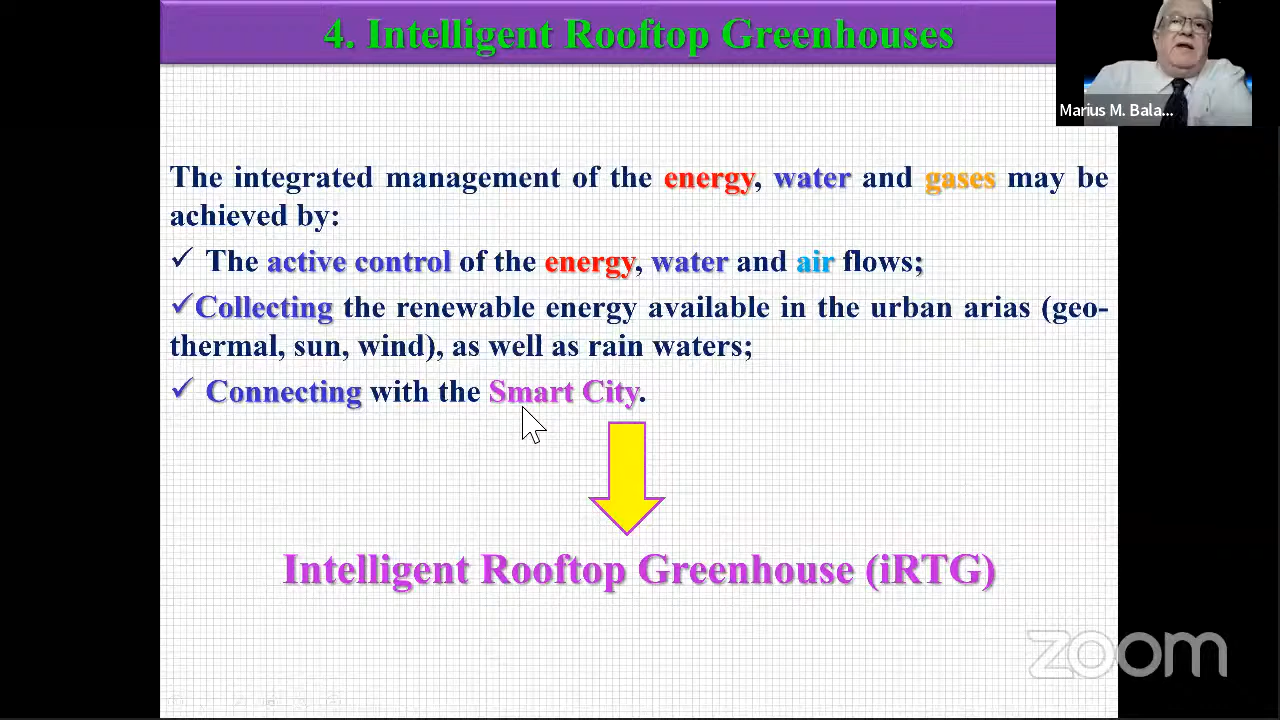 4. Intelligent Rooftop Greenhouses
Marius M. Bala...
The integrated management of the energy, water and gases may be
achieved by:
✓ The active control of the energy, water and air flows;
✓Collecting the renewable energy available in the urban arias (geo-
thermal, sun, wind), as well as rain waters;
✓ Connecting with the Smart City.
Intelligent Rooftop Greenhouse (iRTG)
zoom